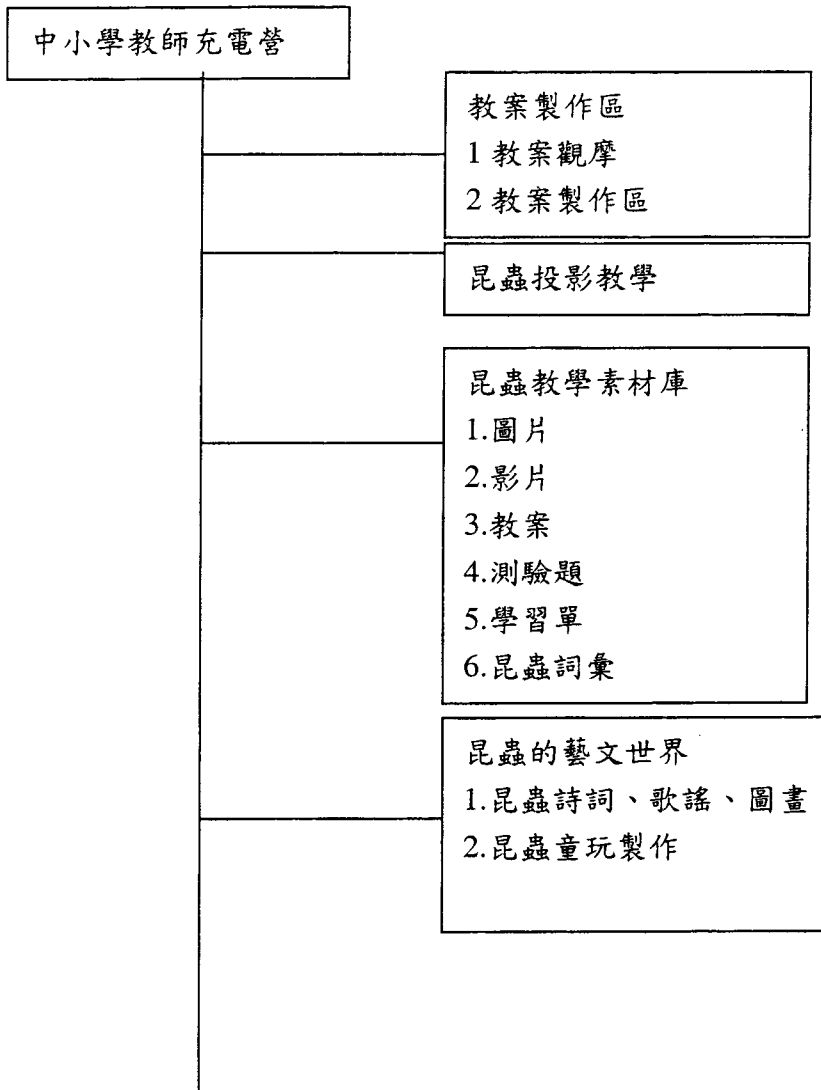 中小學教師充電營
教案製作區
1 教案觀摩
2 教案製作區
昆蟲投影教學
昆蟲教學素材庫
1.圖片
2.影片
3.教案
4.測驗題
5.學習單
6.昆蟲詞彙
昆蟲的藝文世界
1.昆蟲詩詞、歌謠、圖畫
2.昆蟲童玩製作